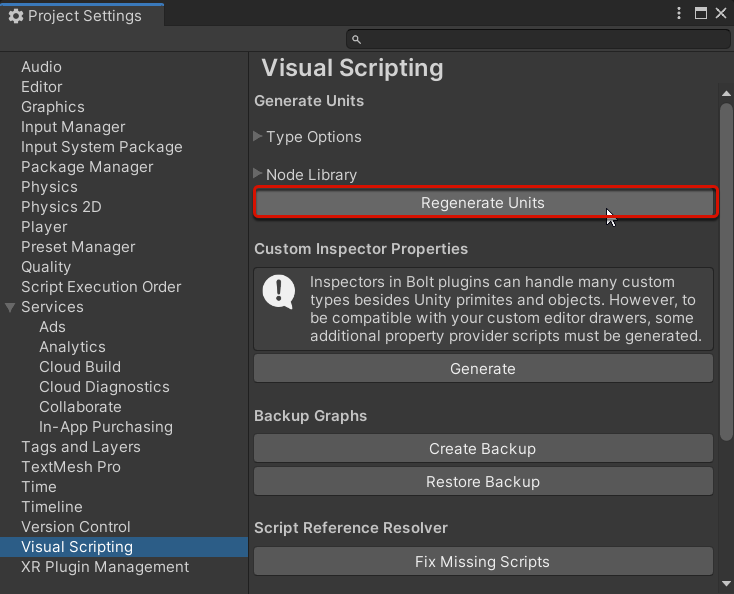 Project Settings
Audio
Editor
Graphics
Input Manager
Input System Package
Package Manager
Physics
Physics 2D
Player
Preset Manager
Quality
Script Execution Order
Services
Ads
Analytics
Cloud Build
Cloud Diagnostics
Collaborate
In-App Purchasing
Tags and Layers
TextMesh Pro
Time
Timeline
Version Control
Visual Scripting
XR Plugin Management
Visual Scripting
Generate Units
Type Options
Node Library
Regenerate Units
Custom Inspector Properties
Inspectors in Bolt plugins can handle many custom
types besides Unity primites and objects. However, to
be compatible with your custom editor drawers, some
additional property provider scripts must be generated.
Generate
Backup Graphs
Create Backup
Restore Backup
Script Reference Resolver
Fix Missing Scripts